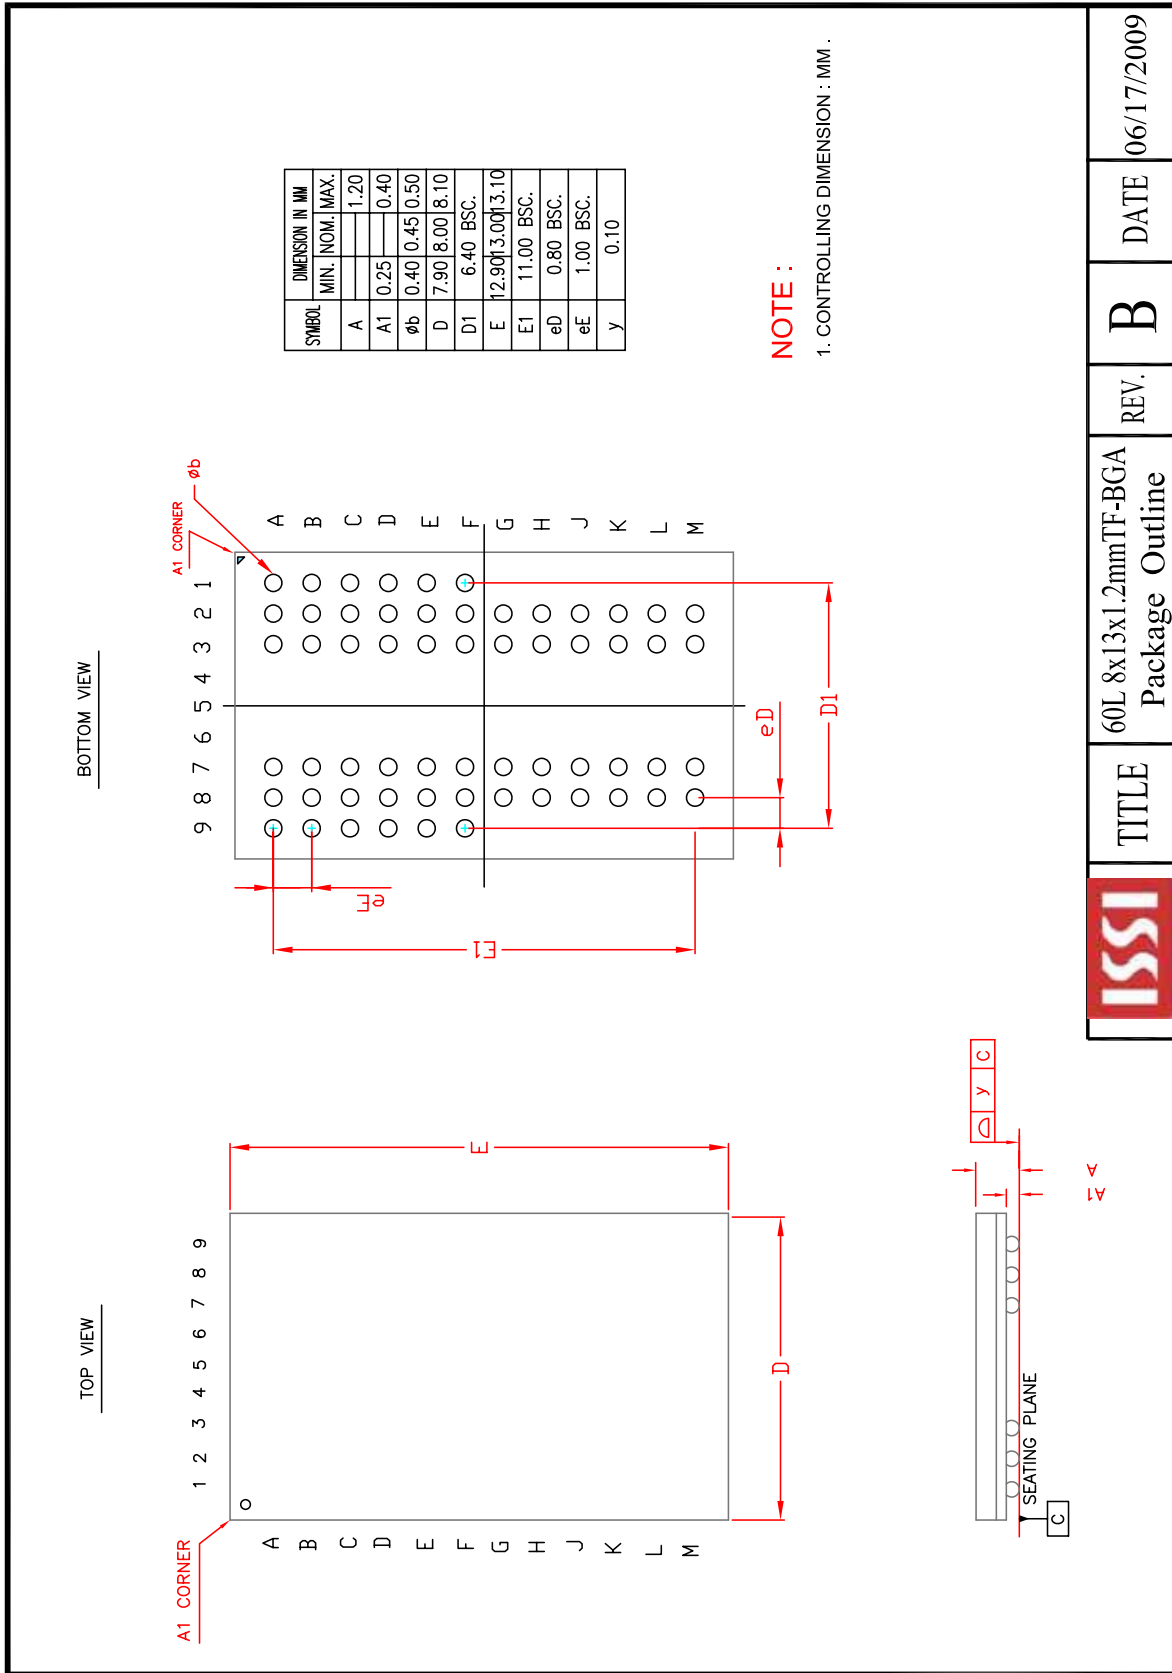 TOP VIEW
A1 CORNER
1 2 3 4 5 6 7 8 9
A
B
C
D
E
F
G
H
J
K
L
M
E
D
BOTTOM VIEW
A1 CORNER
øb
9 8 7 6 5 4 3 2 1
A
B
C
D
E
F
G
H
J
K
L
M
eE
E1
eD
D1
SYMBOL DIMENSION IN MM
MIN. NOM. MAX.
A 1.20
A1 0.25 0.40
øb 0.40 0.45 0.50
D 7.90 8.00 8.10
D1 6.40 BSC.
E 12.90 13.00 13.10
E1 11.00 BSC.
eD 0.80 BSC.
eE 1.00 BSC.
y 0.10
NOTE :
1. CONTROLLING DIMENSION : MM .
SEATING PLANE
C
y C
A
A1
ISSI
TITLE
60L 8x13x1.2mmTF-BGA
Package Outline
REV.
B
DATE
06/17/2009